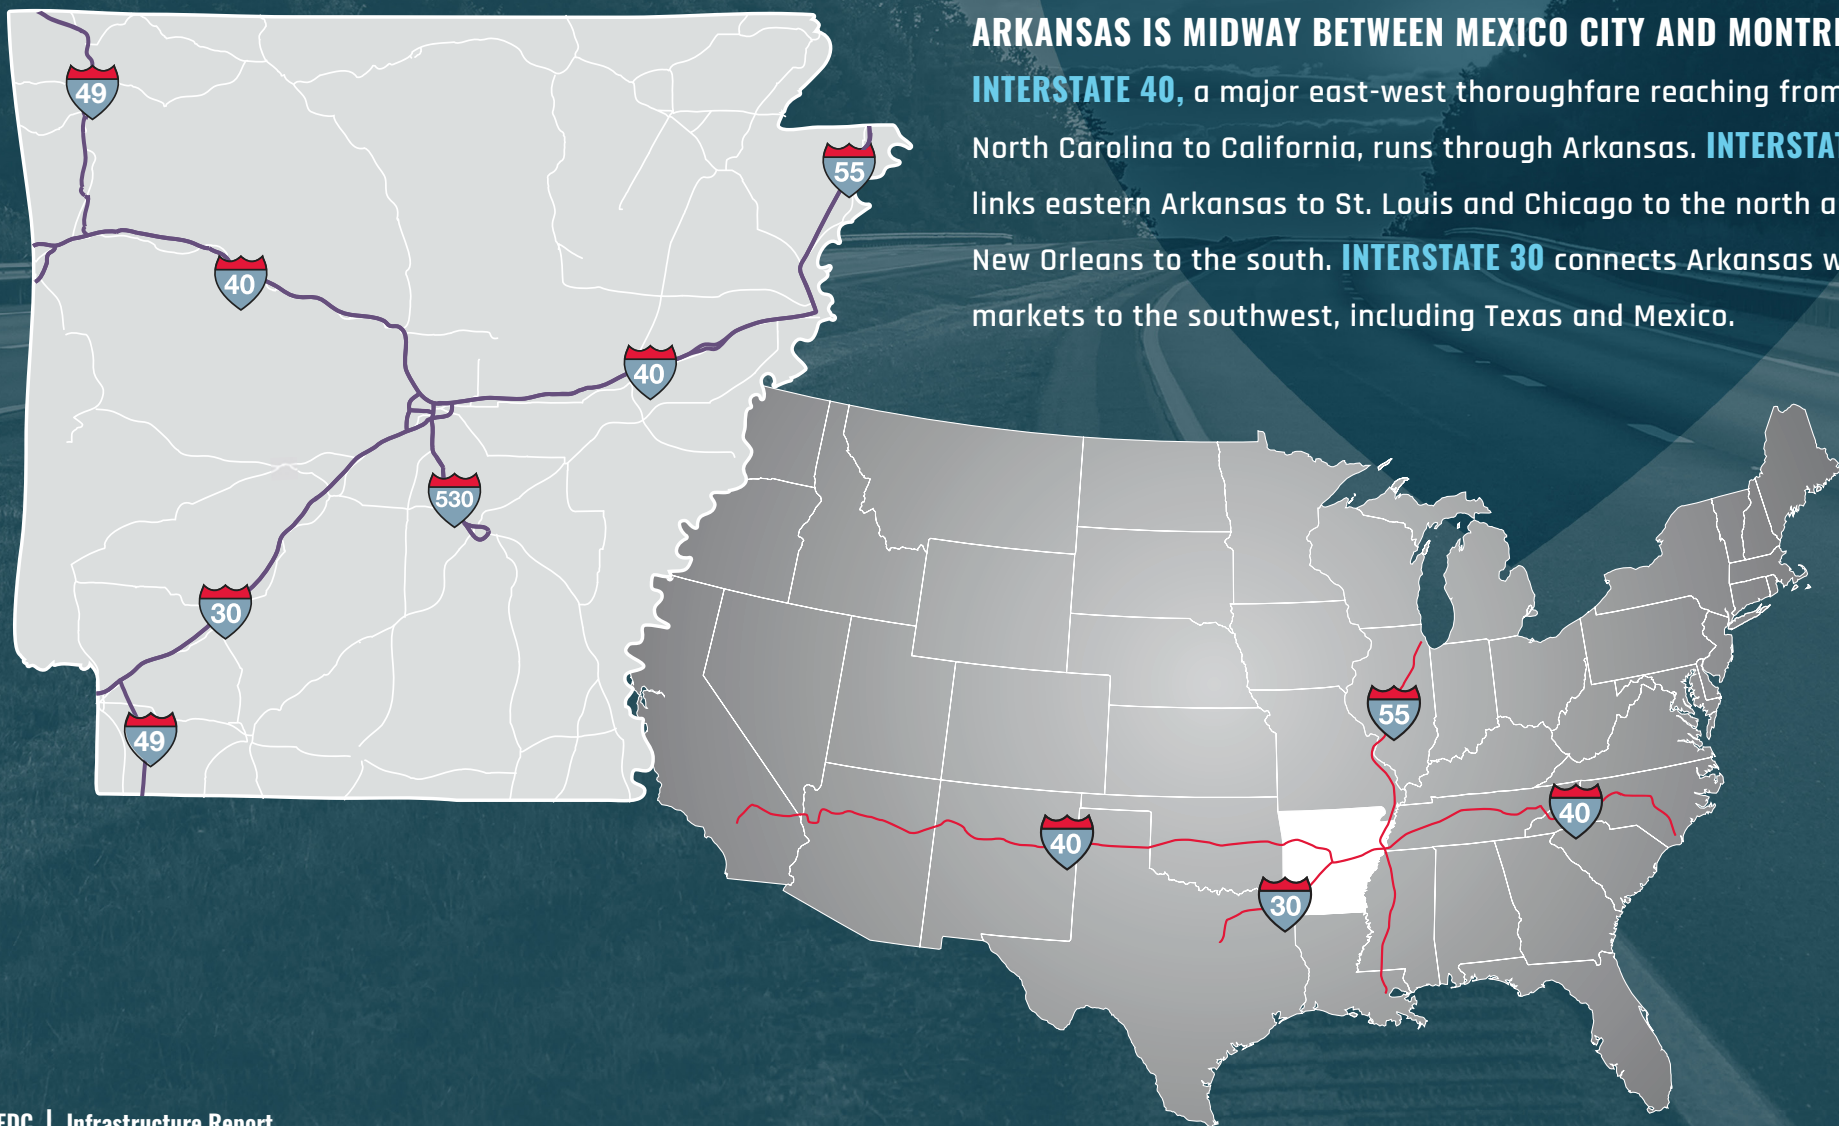 ARKANSAS IS MIDWAY BETWEEN MEXICO CITY AND
INTERSTATE 40, a major east-west thoroughfare reaching from
North Carolina to California, runs through Arkansas.
links eastern Arkansas to St. Louis and Chicago to the north
New Orleans to the south. INTERSTATE 30 connects Arkansas
markets to the southwest, including Texas and Mexico.
49
55
40
40
530
30
49
55
40
40
30
| Infrastructure Report